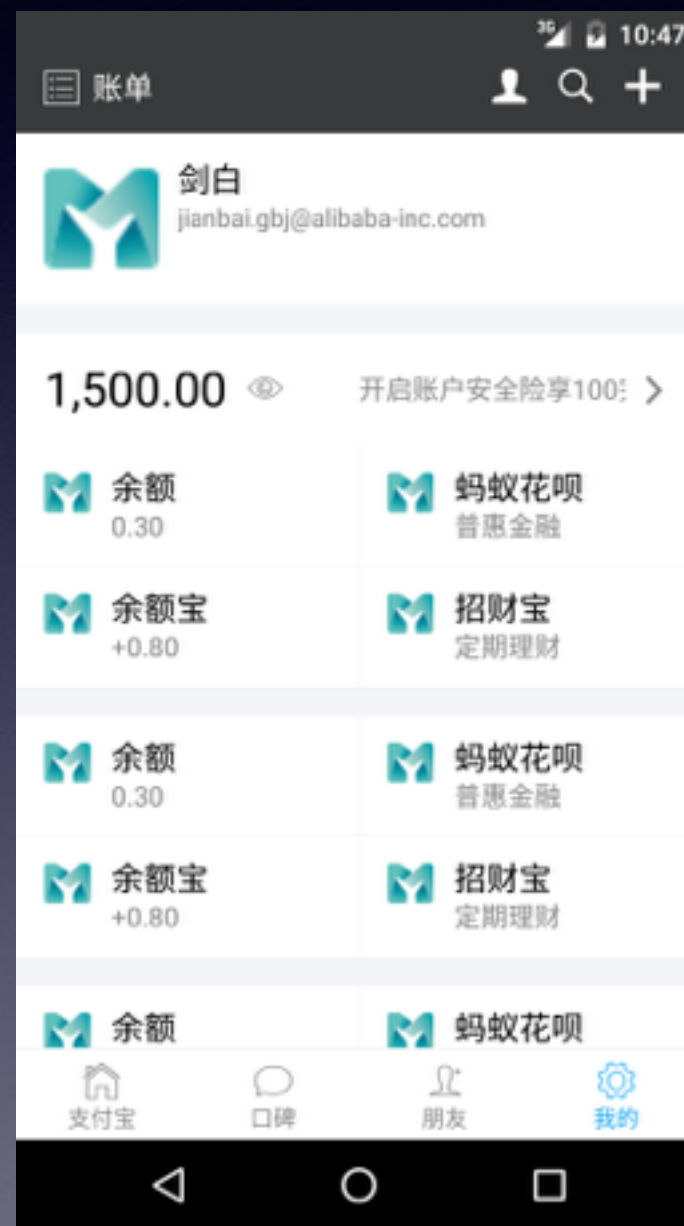 3G 10:47
账单
剑白
jianbai.gbj@alibaba-inc.com
1,500.00 开启账户安全险享100
余额 蚂蚁花呗
0.30 普惠金融
余额宝 招财宝
+0.80 定期理财
余额 蚂蚁花呗
0.30 普惠金融
余额宝 招财宝
+0.80 定期理财
余额 蚂蚁花呗
支付宝 口碑 朋友 我的